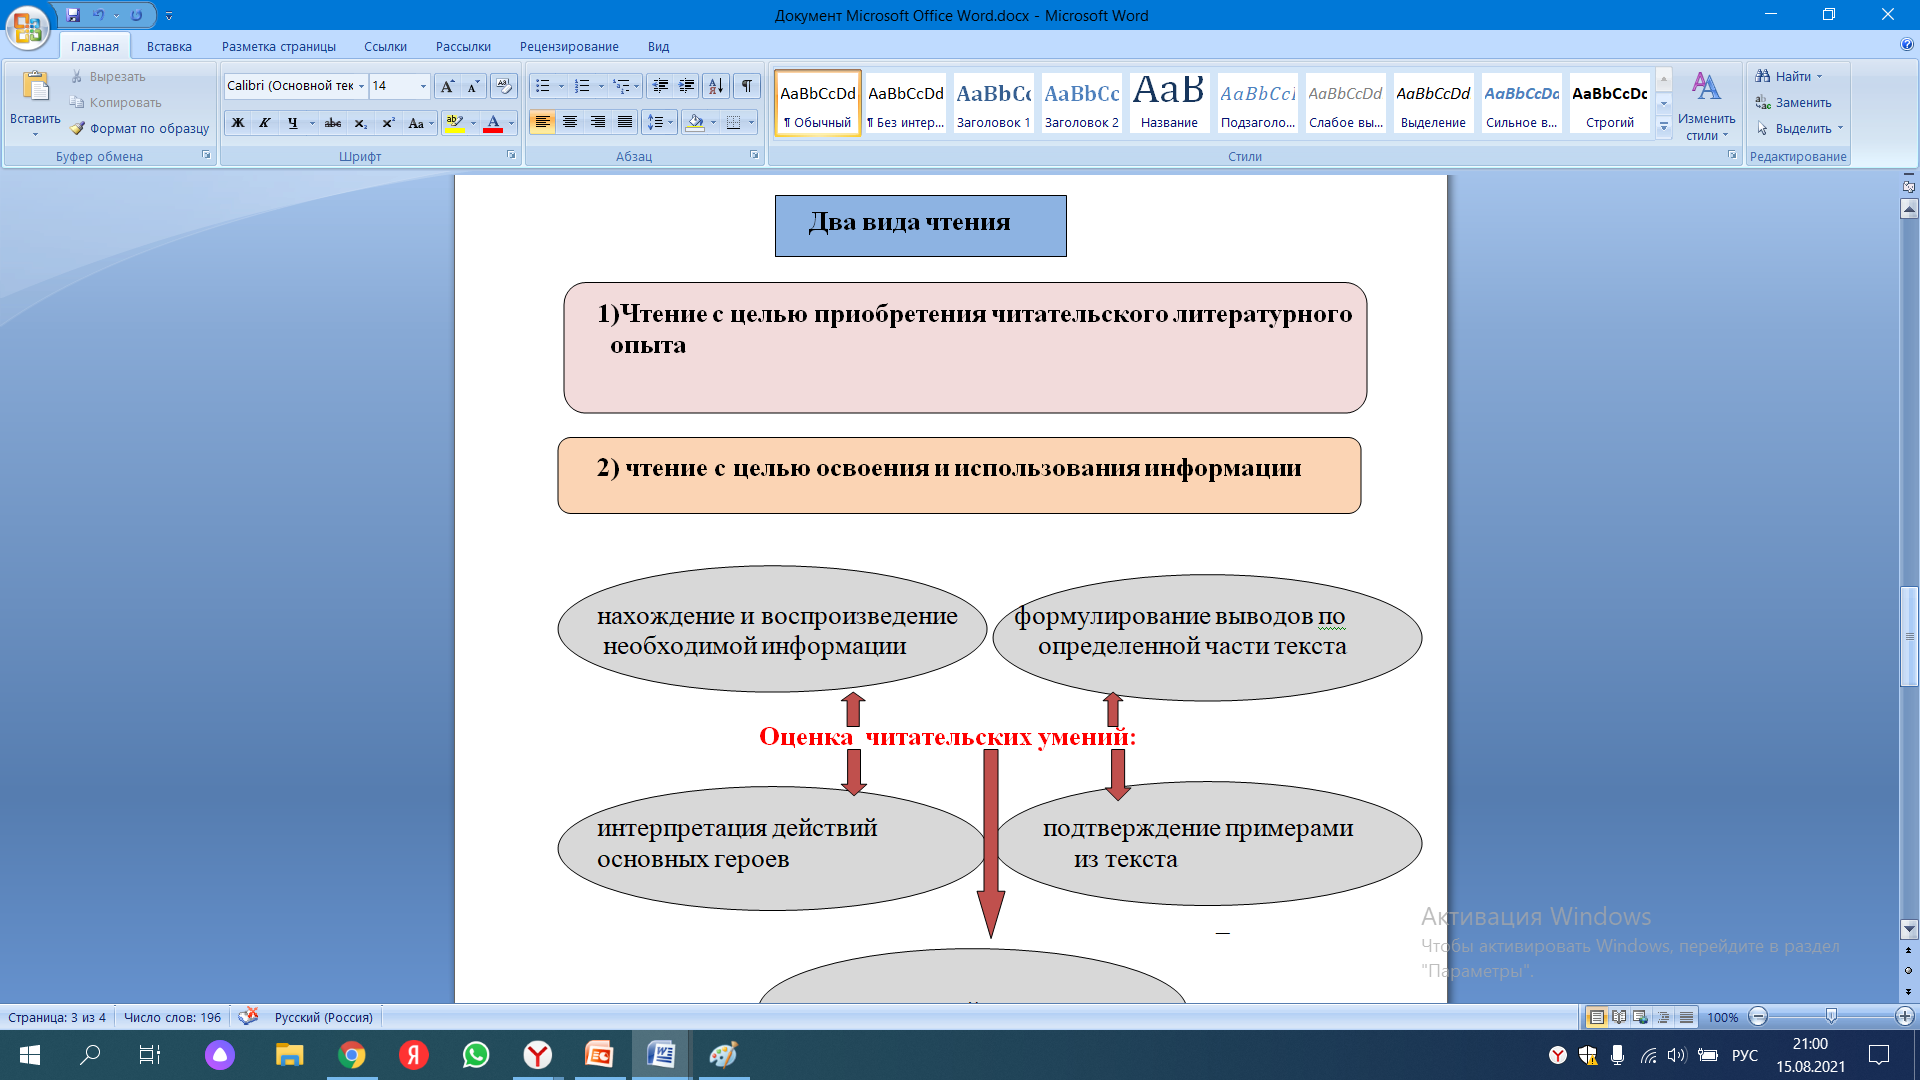 Документ Microsoft Office Word.docx - Microsoft Word
Главная Вставка Разметка страницы Ссылки Рассылки Рецензирование Вид
Вставить
Вырезать
Копировать
Формат по образцу
Буфер обмена
Calibri (Основной тек 14
Ж К Ч abc x₂ x² Aa
Шрифт
Абзац
AaBbCcDd AaBbCcDd AaBbCc AaBbCc AaB AaBbCcI AaBbCcDd AaBbCcDd AaBbCcDd AaBbCcDc
¶ Обычный ¶ Без интер... Заголовок 1 Заголовок 2 Название Подзаголо... Слабое вы... Выделение Сильное в... Строгий
Стили
Изменить
стили
Найти
Заменить
Выделить
Редактирование
Два вида чтения
1)Чтение с целью приобретения читательского литературного
опыта
2) чтение с целью освоения и использования информации
нахождение и воспроизведение
необходимой информации
формулирование выводов по
определенной части текста
Оценка читательских умений:
интерпретация действий
основных героев
подтверждение примерами
из текста
Активация Windows
Чтобы активировать Windows, перейдите в раздел
"Параметры".
Страница: 3 из 4 Число слов: 196 Русский (Россия) 100%
РУС
21:00
15.08.2021